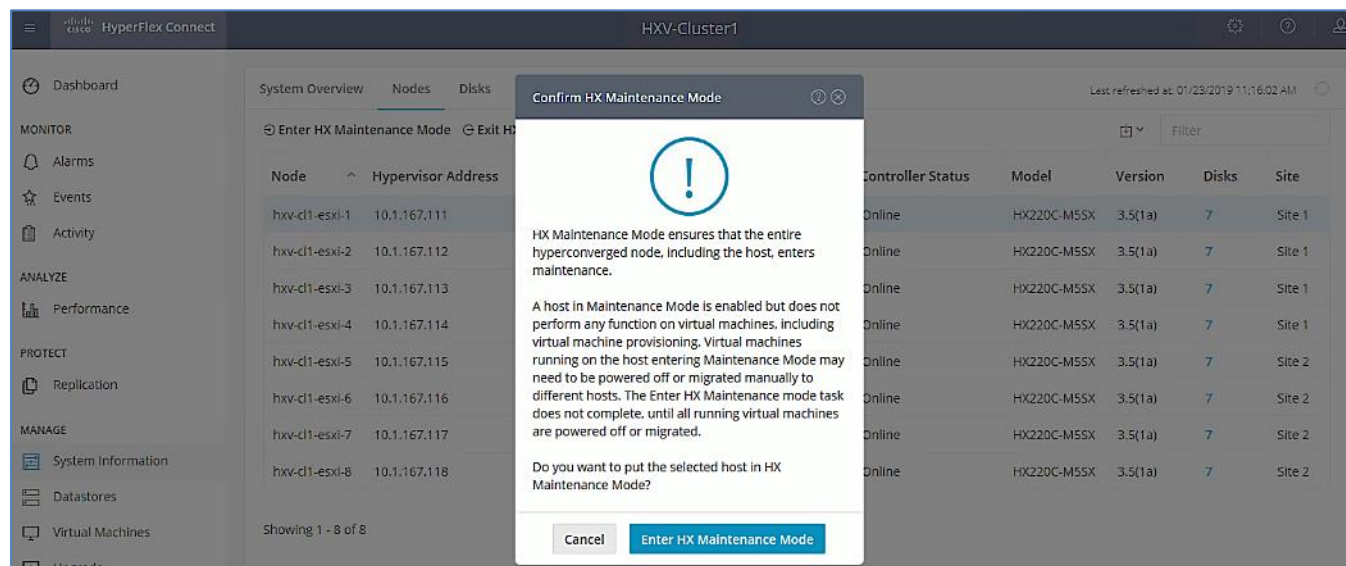 cisco HyperFlex Connect
HXV-Cluster1
Dashboard
MONITOR
Alarms
Events
Activity
ANALYZE
Performance
PROTECT
Replication
MANAGE
System Information
Datastores
Virtual Machines
System Overview Nodes Disks
Last refreshed at: 01/23/2019 11:16:02 AM
Enter HX Maintenance Mode Exit H
Filter
Node Hypervisor Address Controller Status Model Version Disks Site
hxv-cl1-esxi-1 10.1.167.111 Online HX220C-M5SX 3.5(1a) 7 Site 1
hxv-cl1-esxi-2 10.1.167.112 Online HX220C-M5SX 3.5(1a) 7 Site 1
hxv-cl1-esxi-3 10.1.167.113 Online HX220C-M5SX 3.5(1a) 7 Site 1
hxv-cl1-esxi-4 10.1.167.114 Online HX220C-M5SX 3.5(1a) 7 Site 1
hxv-cl1-esxi-5 10.1.167.115 Online HX220C-M5SX 3.5(1a) 7 Site 2
hxv-cl1-esxi-6 10.1.167.116 Online HX220C-M5SX 3.5(1a) 7 Site 2
hxv-cl1-esxi-7 10.1.167.117 Online HX220C-M5SX 3.5(1a) 7 Site 2
hxv-cl1-esxi-8 10.1.167.118 Online HX220C-M5SX 3.5(1a) 7 Site 2
Showing 1 - 8 of 8
Confirm HX Maintenance Mode
HX Maintenance Mode ensures that the entire
hyperconverged node, including the host, enters
maintenance.
A host in Maintenance Mode is enabled but does not
perform any function on virtual machines, including
virtual machine provisioning. Virtual machines
running on the host entering Maintenance Mode may
need to be powered off or migrated manually to
different hosts. The Enter HX Maintenance mode task
does not complete, until all running virtual machines
are powered off or migrated.
Do you want to put the selected host in HX
Maintenance Mode?
Cancel Enter HX Maintenance Mode